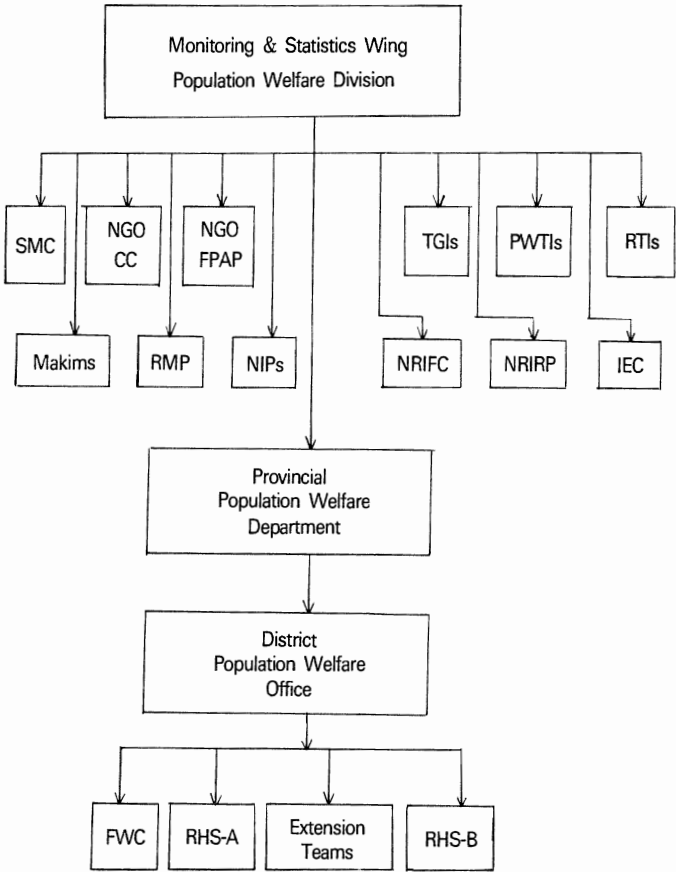 Monitoring & Statistics Wing
Population Welfare Division
SMC
NGO
CC
NGO
FPAP
TGIs
PWTIs
RTIs
Makims
RMP
NIPs
NRIFC
NRIRP
IEC
Provincial
Population Welfare
Department
District
Population Welfare
Office
FWC
RHS-A
Extension
Teams
RHS-B